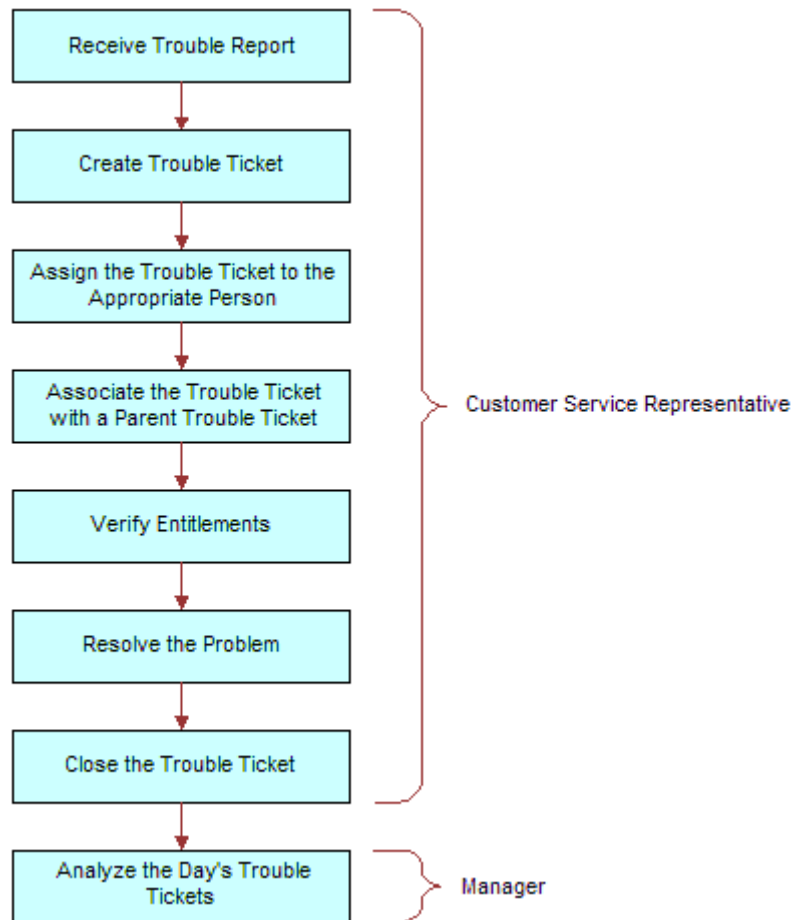 Receive Trouble Report
Create Trouble Ticket
Assign the Trouble Ticket to the
Appropriate Person
Associate the Trouble Ticket
with a Parent Trouble Ticket
Customer Service Representative
Verify Entitlements
Resolve the Problem
Close the Trouble Ticket
Analyze the Day's Trouble
Tickets
Manager